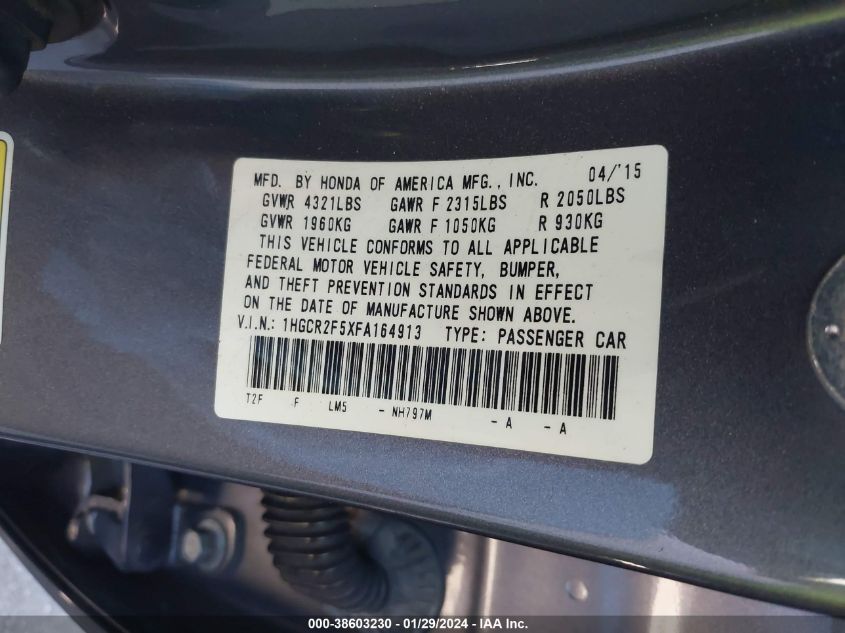 MFD. BY HONDA OF AMERICA MFG., INC. 04/'15
GVWR 4321LBS GAWR F 2315LBS R 2050LBS
GVWR 1960KG GAWR F 1050KG R 930KG
THIS VEHICLE CONFORMS TO ALL APPLICABLE
FEDERAL MOTOR VEHICLE SAFETY, BUMPER,
AND THEFT PREVENTION STANDARDS IN EFFECT
ON THE DATE OF MANUFACTURE SHOWN ABOVE.
V.I.N.: 1HGCR2F5XFA164913 TYPE: PASSENGER CAR
T2F F LM5 - NH797M - A - A
000-38603230 - 01/29/2024 - IAA Inc.